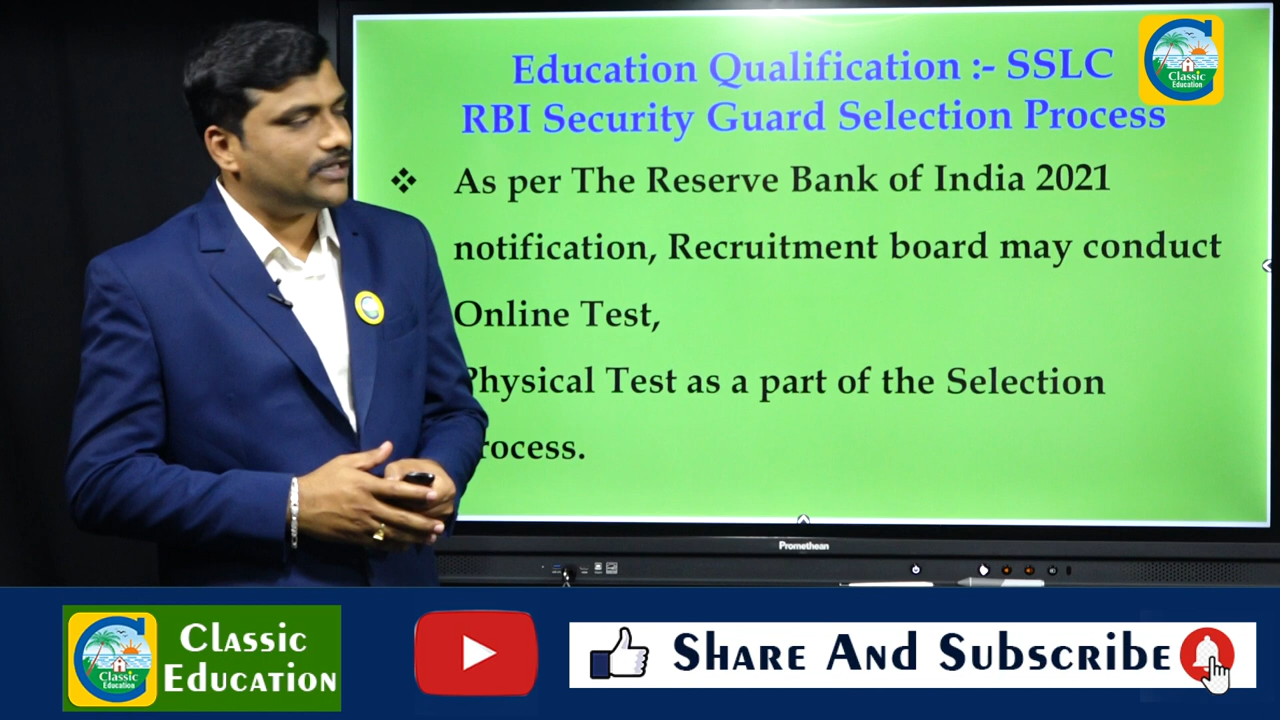 Education Qualification :- SSLC
RBI Security Guard Selection Process
Classic
Education
❖ As per The Reserve Bank of India 2021
notification, Recruitment board may conduct
Online Test,
Physical Test as a part of the Selection
process.
Promethean
Classic
Education
Classic
Education
Share And Subscribe